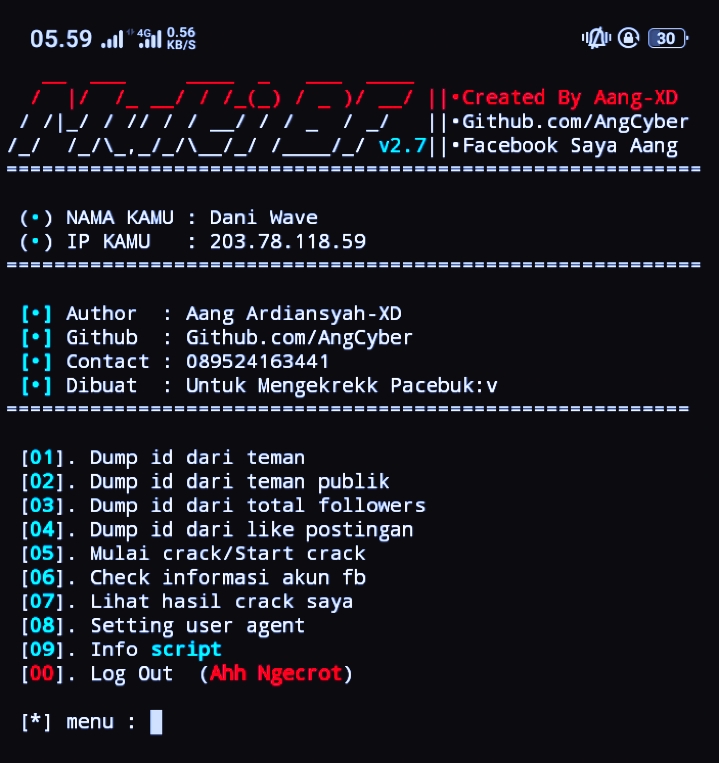 05.59 4G 0.56 KB/S 30
||•Created By Aang-XD
||•Github.com/AngCyber
v2.7||•Facebook Saya Aang
(•) NAMA KAMU : Dani Wave
(•) IP KAMU : 203.78.118.59
[•] Author : Aang Ardiansyah-XD
[•] Github : Github.com/AngCyber
[•] Contact : 089524163441
[•] Dibuat : Untuk Mengekrekk Pacebuk:v
[01]. Dump id dari teman
[02]. Dump id dari teman publik
[03]. Dump id dari total followers
[04]. Dump id dari like postingan
[05]. Mulai crack/Start crack
[06]. Check informasi akun fb
[07]. Lihat hasil crack saya
[08]. Setting user agent
[09]. Info script
[00]. Log Out (Ahh Ngecrot)
[*] menu :